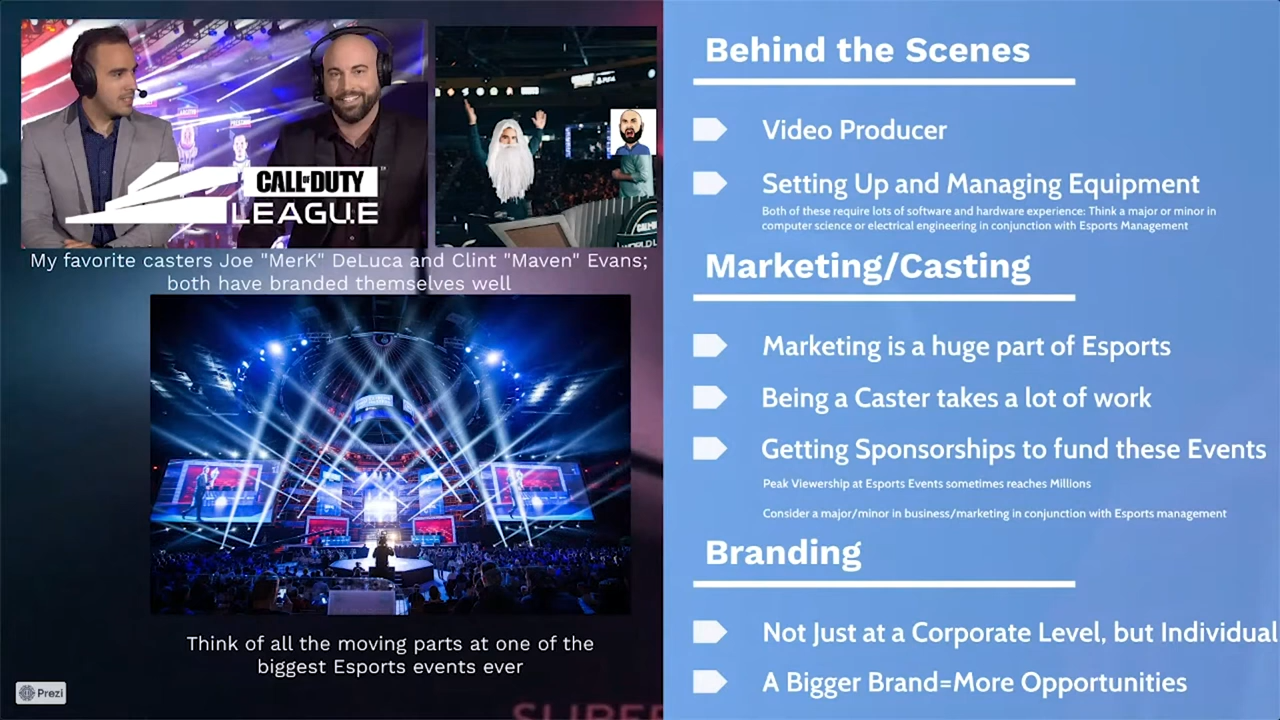 CALL OF DUTY
LEAGUE
My favorite casters Joe "MerK" DeLuca and Clint "Maven" Evans;
both have branded themselves well
Think of all the moving parts at one of the
biggest Esports events ever
Prezi
Behind the Scenes
Video Producer
Setting Up and Managing Equipment
Both of these require lots of software and hardware experience: Think a major or minor in
computer science or electrical engineering in conjunction with Esports Management
Marketing/Casting
Marketing is a huge part of Esports
Being a Caster takes a lot of work
Getting Sponsorships to fund these Events
Peak Viewership at Esports Events sometimes reaches Millions
Consider a major/minor in business/marketing in conjunction with Esports management
Branding
Not Just at a Corporate Level, but Individual
A Bigger Brand=More Opportunities